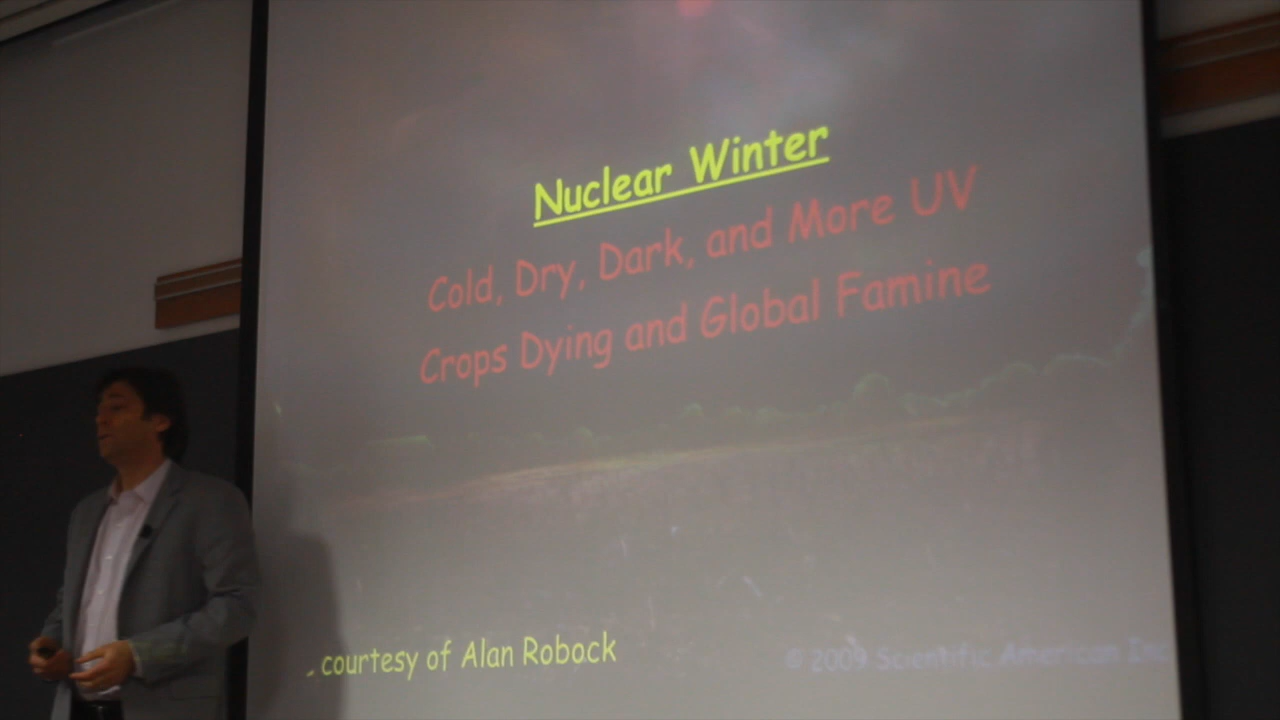 Nuclear Winter
Cold, Dry, Dark, and More UV
Crops Dying and Global Famine
courtesy of Alan Robock
© 2009 Scientific American Inc